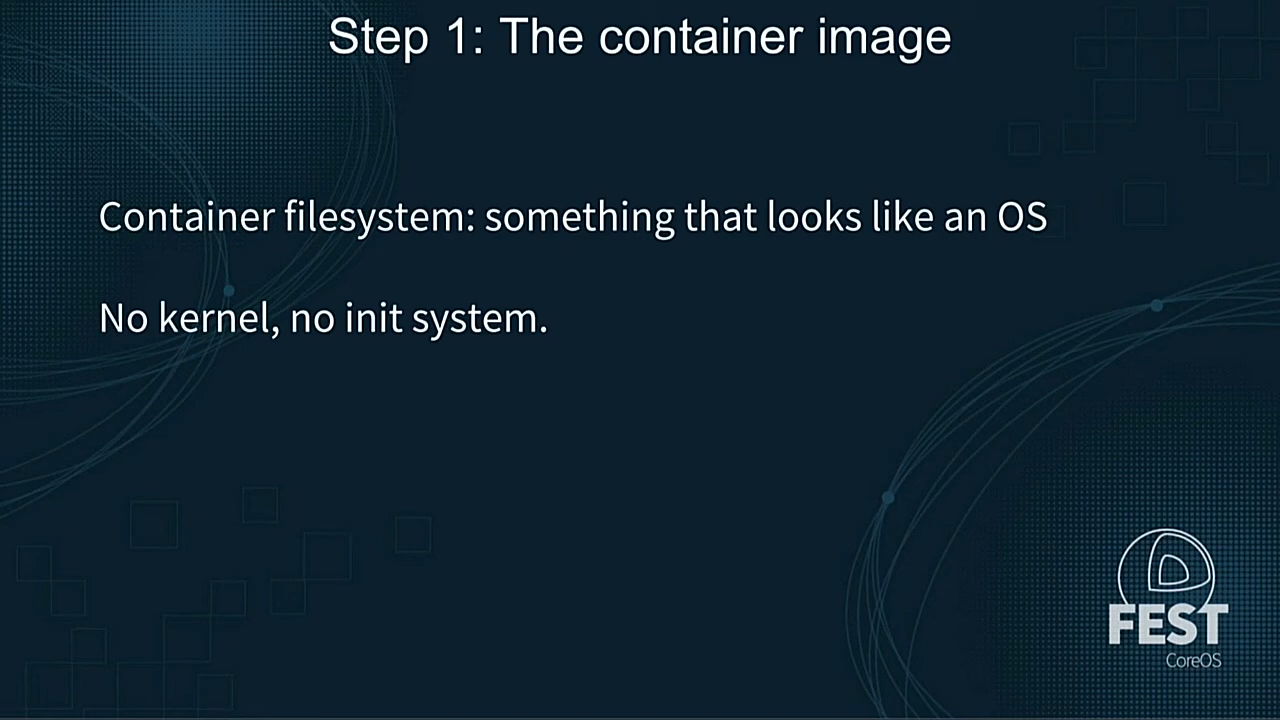 Step 1: The container image
Container filesystem: something that looks like an OS
No kernel, no init system.
FEST
CoreOS